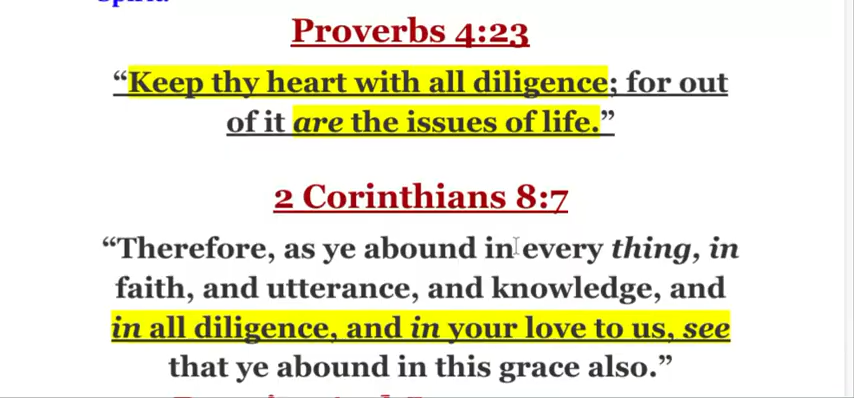 Proverbs 4:23
“Keep thy heart with all diligence; for out
of it are the issues of life.”
2 Corinthians 8:7
“Therefore, as ye abound in every thing, in
faith, and utterance, and knowledge, and
in all diligence, and in your love to us, see
that ye abound in this grace also.”